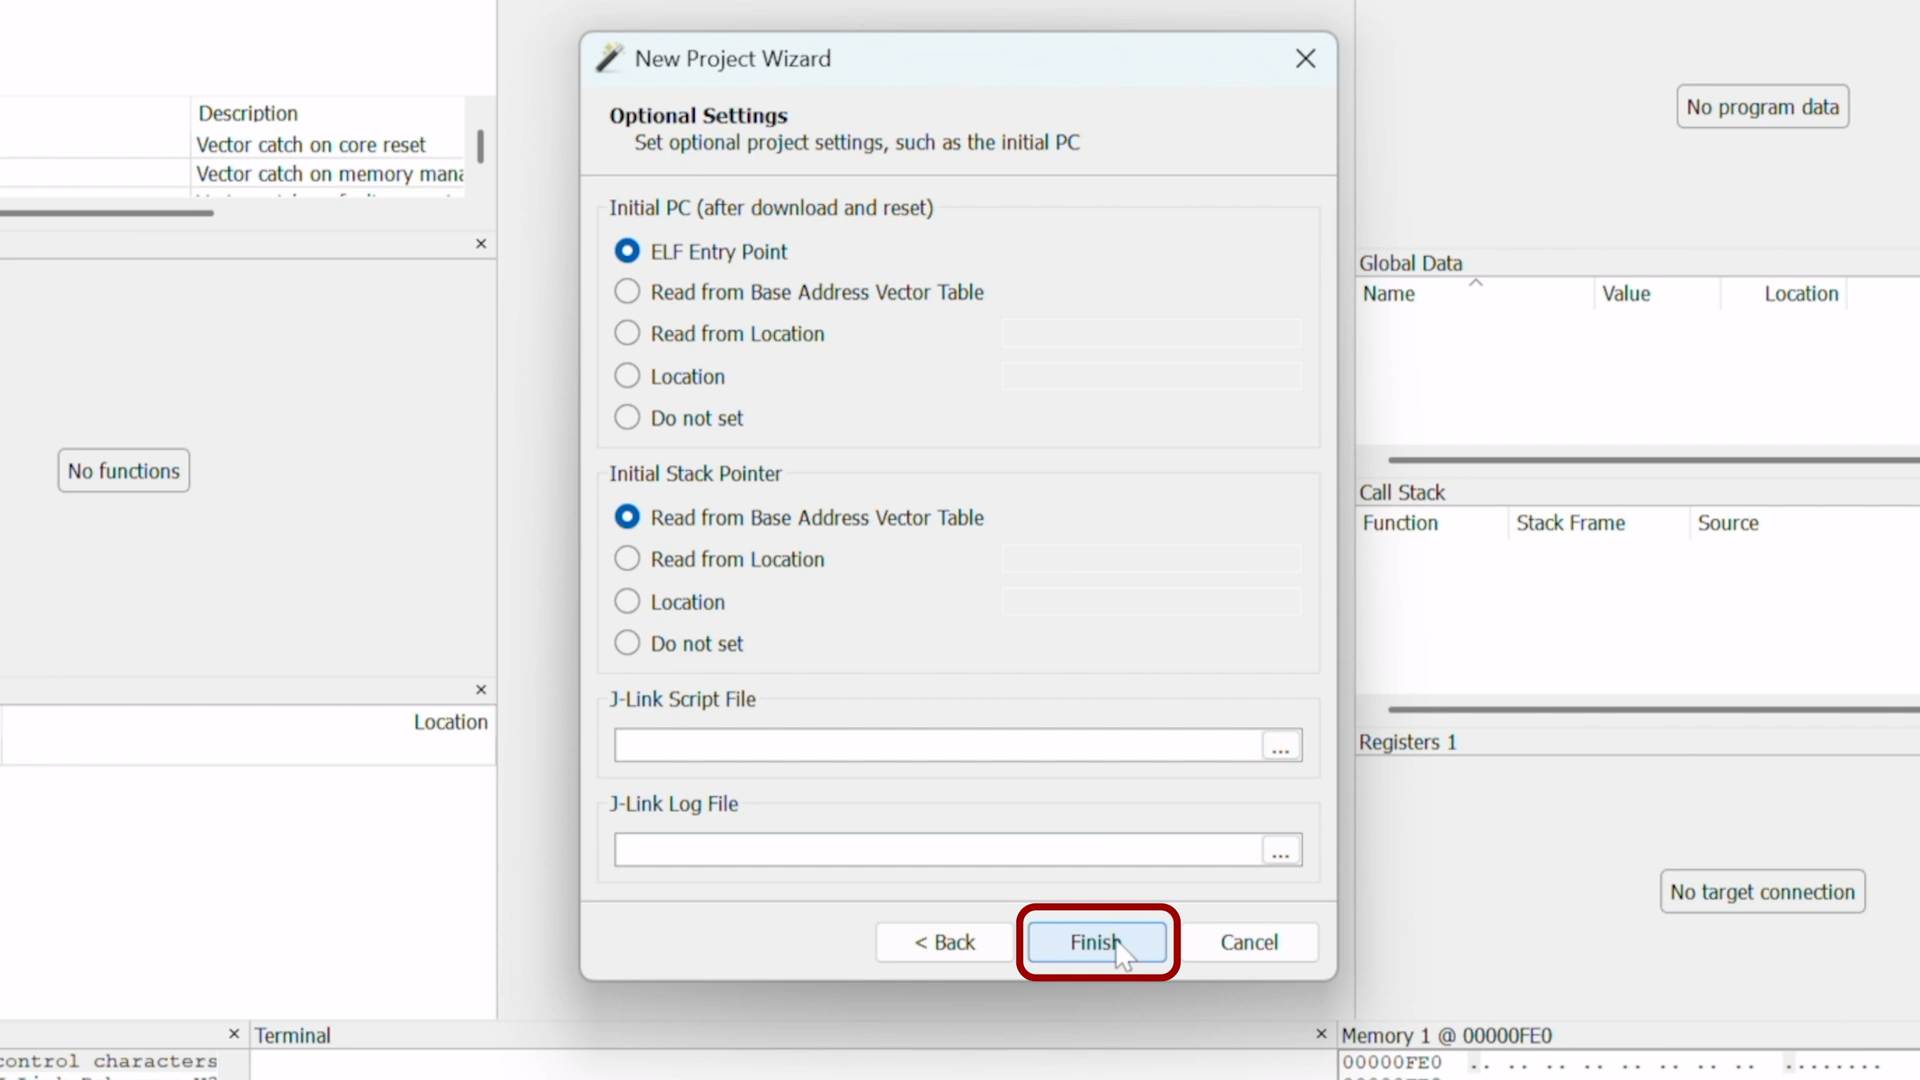 New Project Wizard
Optional Settings
Set optional project settings, such as the initial PC
Initial PC (after download and reset)
ELF Entry Point
Read from Base Address Vector Table
Read from Location
Location
Do not set
Initial Stack Pointer
Read from Base Address Vector Table
Read from Location
Location
Do not set
J-Link Script File
...
J-Link Log File
...
< Back
Finish
Cancel
Description
Vector catch on core reset
Vector catch on memory mana
No functions
Location
No program data
Global Data
Name Value Location
Call Stack
Function Stack Frame Source
Registers 1
No target connection
Terminal
control characters
Memory 1 @ 00000FE0
00000FE0 .. .. .. .. .. .. .. .. ........